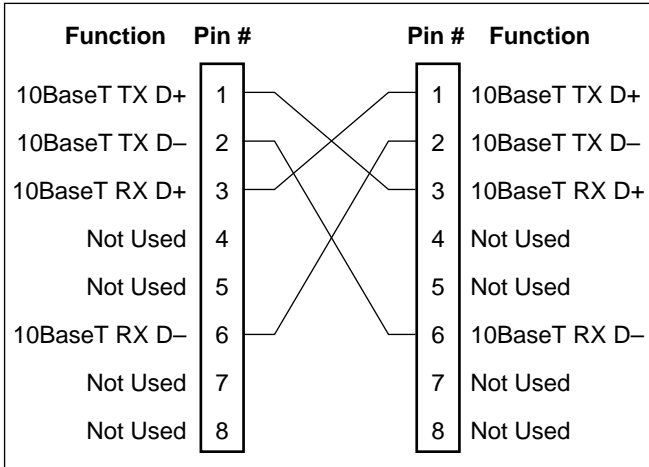 Function Pin # Pin # Function
10BaseT TX D+ 1 1 10BaseT TX D+
10BaseT TX D– 2 2 10BaseT TX D–
10BaseT RX D+ 3 3 10BaseT RX D+
Not Used 4 4 Not Used
Not Used 5 5 Not Used
10BaseT RX D– 6 6 10BaseT RX D–
Not Used 7 7 Not Used
Not Used 8 8 Not Used